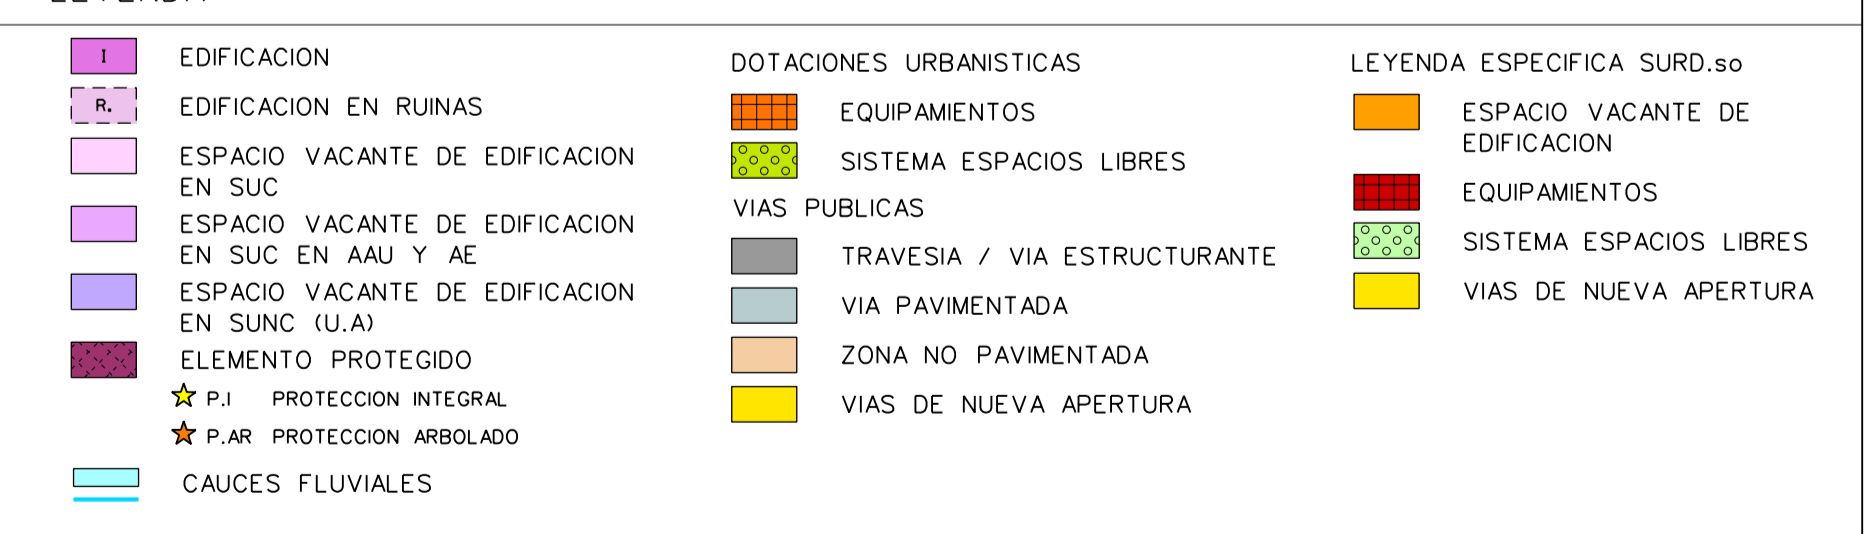 LEYENDA
I EDIFICACION
R. EDIFICACION EN RUINAS
ESPACIO VACANTE DE EDIFICACION
EN SUC
ESPACIO VACANTE DE EDIFICACION
EN SUC EN AAU Y AE
ESPACIO VACANTE DE EDIFICACION
EN SUNC (U.A)
ELEMENTO PROTEGIDO
P.I PROTECCION INTEGRAL
P.AR PROTECCION ARBOLADO
CAUCES FLUVIALES
DOTACIONES URBANISTICAS
EQUIPAMIENTOS
SISTEMA ESPACIOS LIBRES
VIAS PUBLICAS
TRAVESIA / VIA ESTRUCTURANTE
VIA PAVIMENTADA
ZONA NO PAVIMENTADA
VIAS DE NUEVA APERTURA
LEYENDA ESPECIFICA SURD.so
ESPACIO VACANTE DE
EDIFICACION
EQUIPAMIENTOS
SISTEMA ESPACIOS LIBRES
VIAS DE NUEVA APERTURA